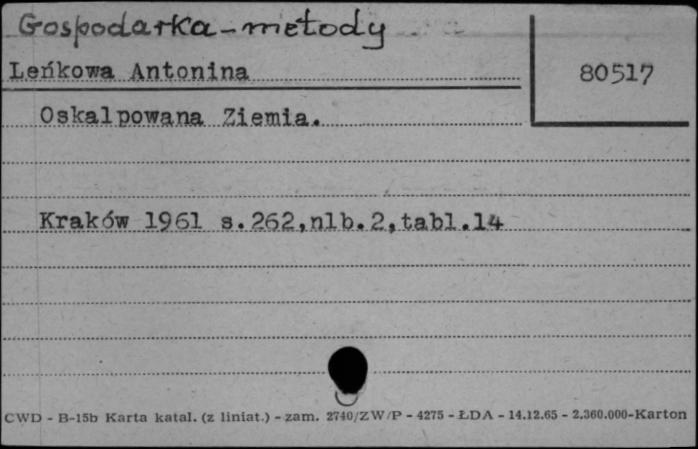 Gospodarka-metody
Leńkowa Antonina
80517
Oskalpowana Ziemia.
Kraków 1961 s.262,nlb.2,tabl.14
CWD - B-15b Karta katal. (z liniat.) - zam. 2740/ZW/P - 4275 - ŁDA - 14.12.65 - 2.360.000-Karton